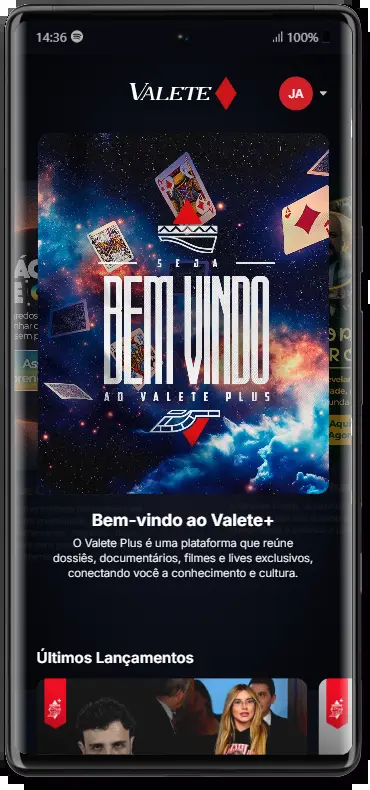 14:36
100%
VALETE
JA
SEJA
BEM VINDO
AO VALETE PLUS
Bem-vindo ao Valete+
O Valete Plus é uma plataforma que reúne
dossiês, documentários, filmes e lives exclusivos,
conectando você a conhecimento e cultura.
Últimos Lançamentos